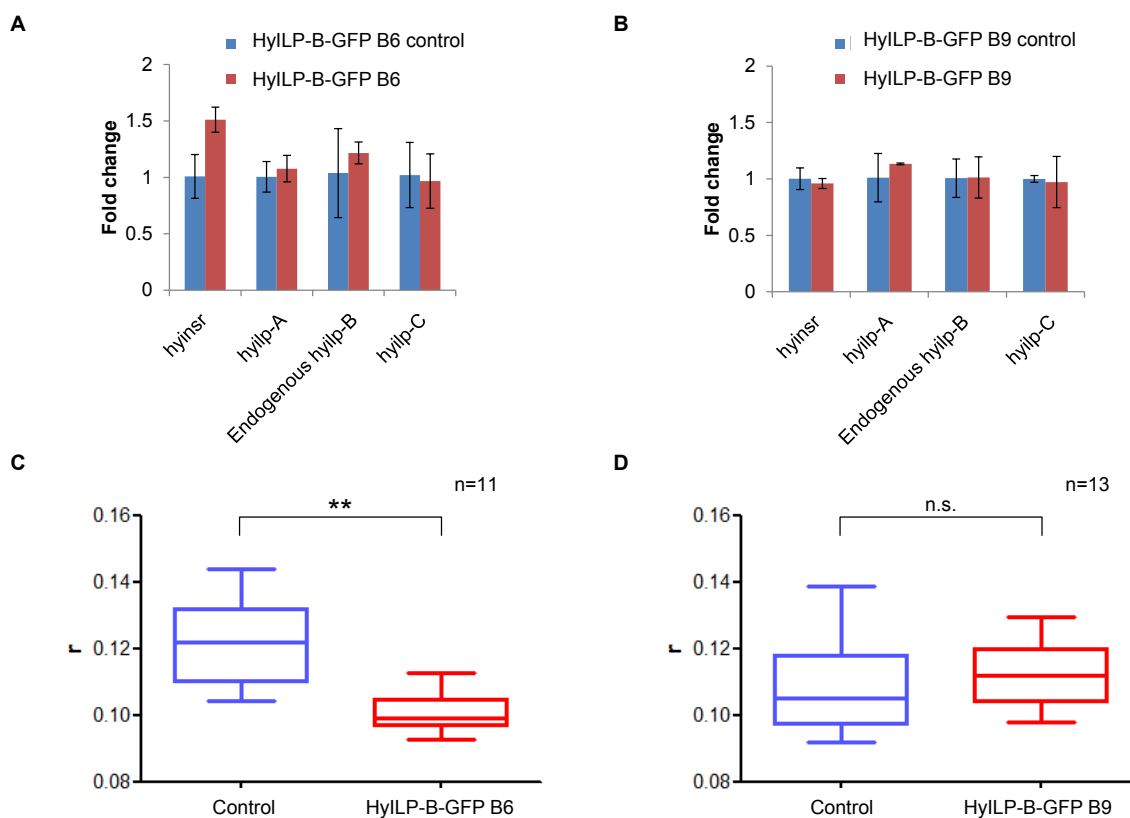 A
HyILP-B-GFP B6 control
HyILP-B-GFP B6
Fold change
2
1.5
1
0.5
0
hyinsr
hyilp-A
Endogenous hyilp-B
hyilp-C
B
HyILP-B-GFP B9 control
HyILP-B-GFP B9
Fold change
2
1.5
1
0.5
0
hyinsr
hyilp-A
Endogenous hyilp-B
hyilp-C
C
n=11
**
r
0.16
0.14
0.12
0.10
0.08
Control
HyILP-B-GFP B6
D
n=13
n.s.
r
0.16
0.14
0.12
0.10
0.08
Control
HyILP-B-GFP B9